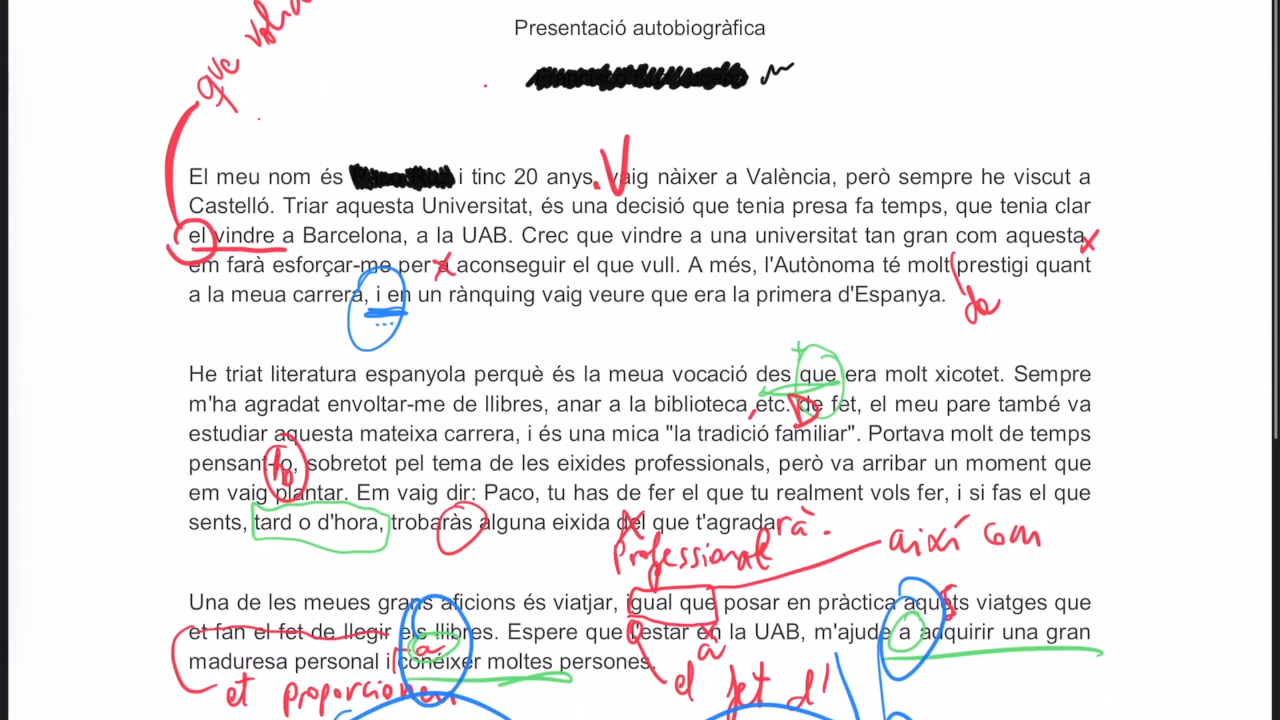 Presentació autobiogràfica
que volia
El meu nom és i tinc 20 anys. V vaig nàixer a València, però sempre he viscut a
Castelló. Triar aquesta Universitat, és una decisió que tenia presa fa temps, que tenia clar
el vindre a Barcelona, a la UAB. Crec que vindre a una universitat tan gran com aquesta
em farà esforçar-me per a aconseguir el que vull. A més, l'Autònoma té molt prestigi quant
de
a la meua carrera, i en un rànquing vaig veure que era la primera d'Espanya.
...
He triat literatura espanyola perquè és la meua vocació des que era molt xicotet. Sempre
m'ha agradat envoltar-me de llibres, anar a la biblioteca, etc. D de fet, el meu pare també va
estudiar aquesta mateixa carrera, i és una mica "la tradició familiar". Portava molt de temps
pensant-lo, sobretot pel tema de les eixides professionals, però va arribar un moment que
em vaig plantar. Em vaig dir: Paco, tu has de fer el que tu realment vols fer, i si fas el que
sents, tard o d'hora, trobaràs alguna eixida del que t'agrada
rà.
professional
així com
Una de les meues grans aficions és viatjar, igual que posar en pràctica aquets viatges que
s
et fan el fet de llegir els llibres. Espere que l'estar en la UAB, m'ajude a adquirir una gran
a
à
maduresa personal i conéixer moltes persones.
et proporcionen
el fet d'